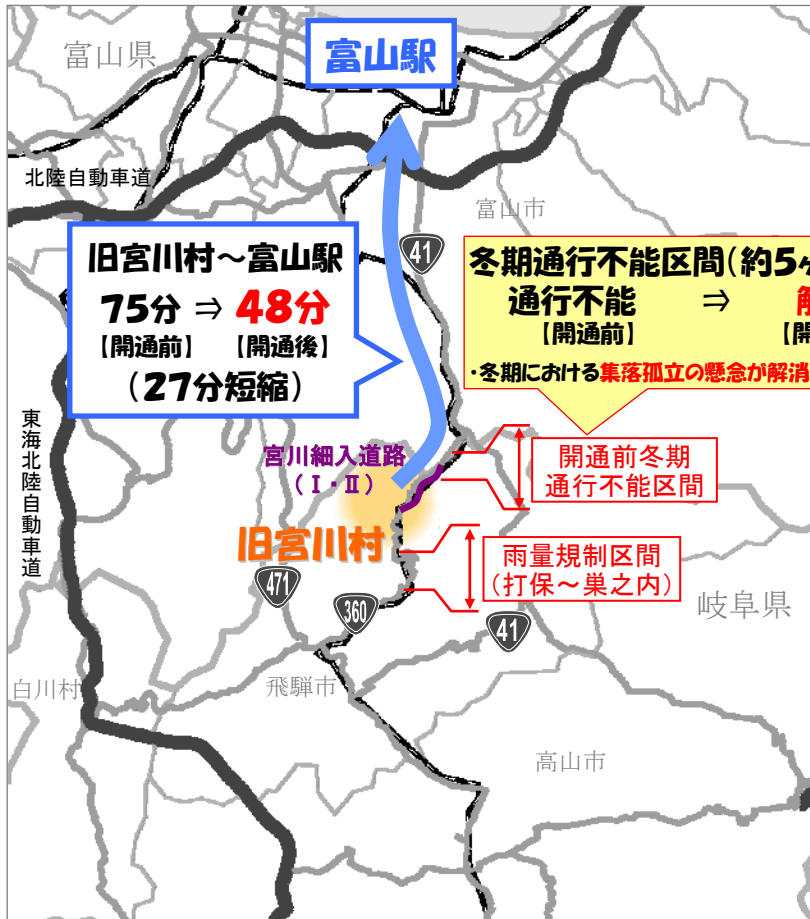 富山県
富山駅
北陸自動車道
富山市
41
旧宮川村～富山駅
75分 ⇒ 48分
【開通前】 【開通後】
（27分短縮）
冬期通行不能区間（約5ヶ
通行不能 ⇒
【開通前】 【開
・冬期における集落孤立の懸念が解消
東海北陸自動車道
宮川細入道路
（Ⅰ・Ⅱ）
開通前冬期
通行不能区間
旧宮川村
雨量規制区間
（打保～巣之内）
471
360
41
岐阜県
白川村
飛騨市
高山市